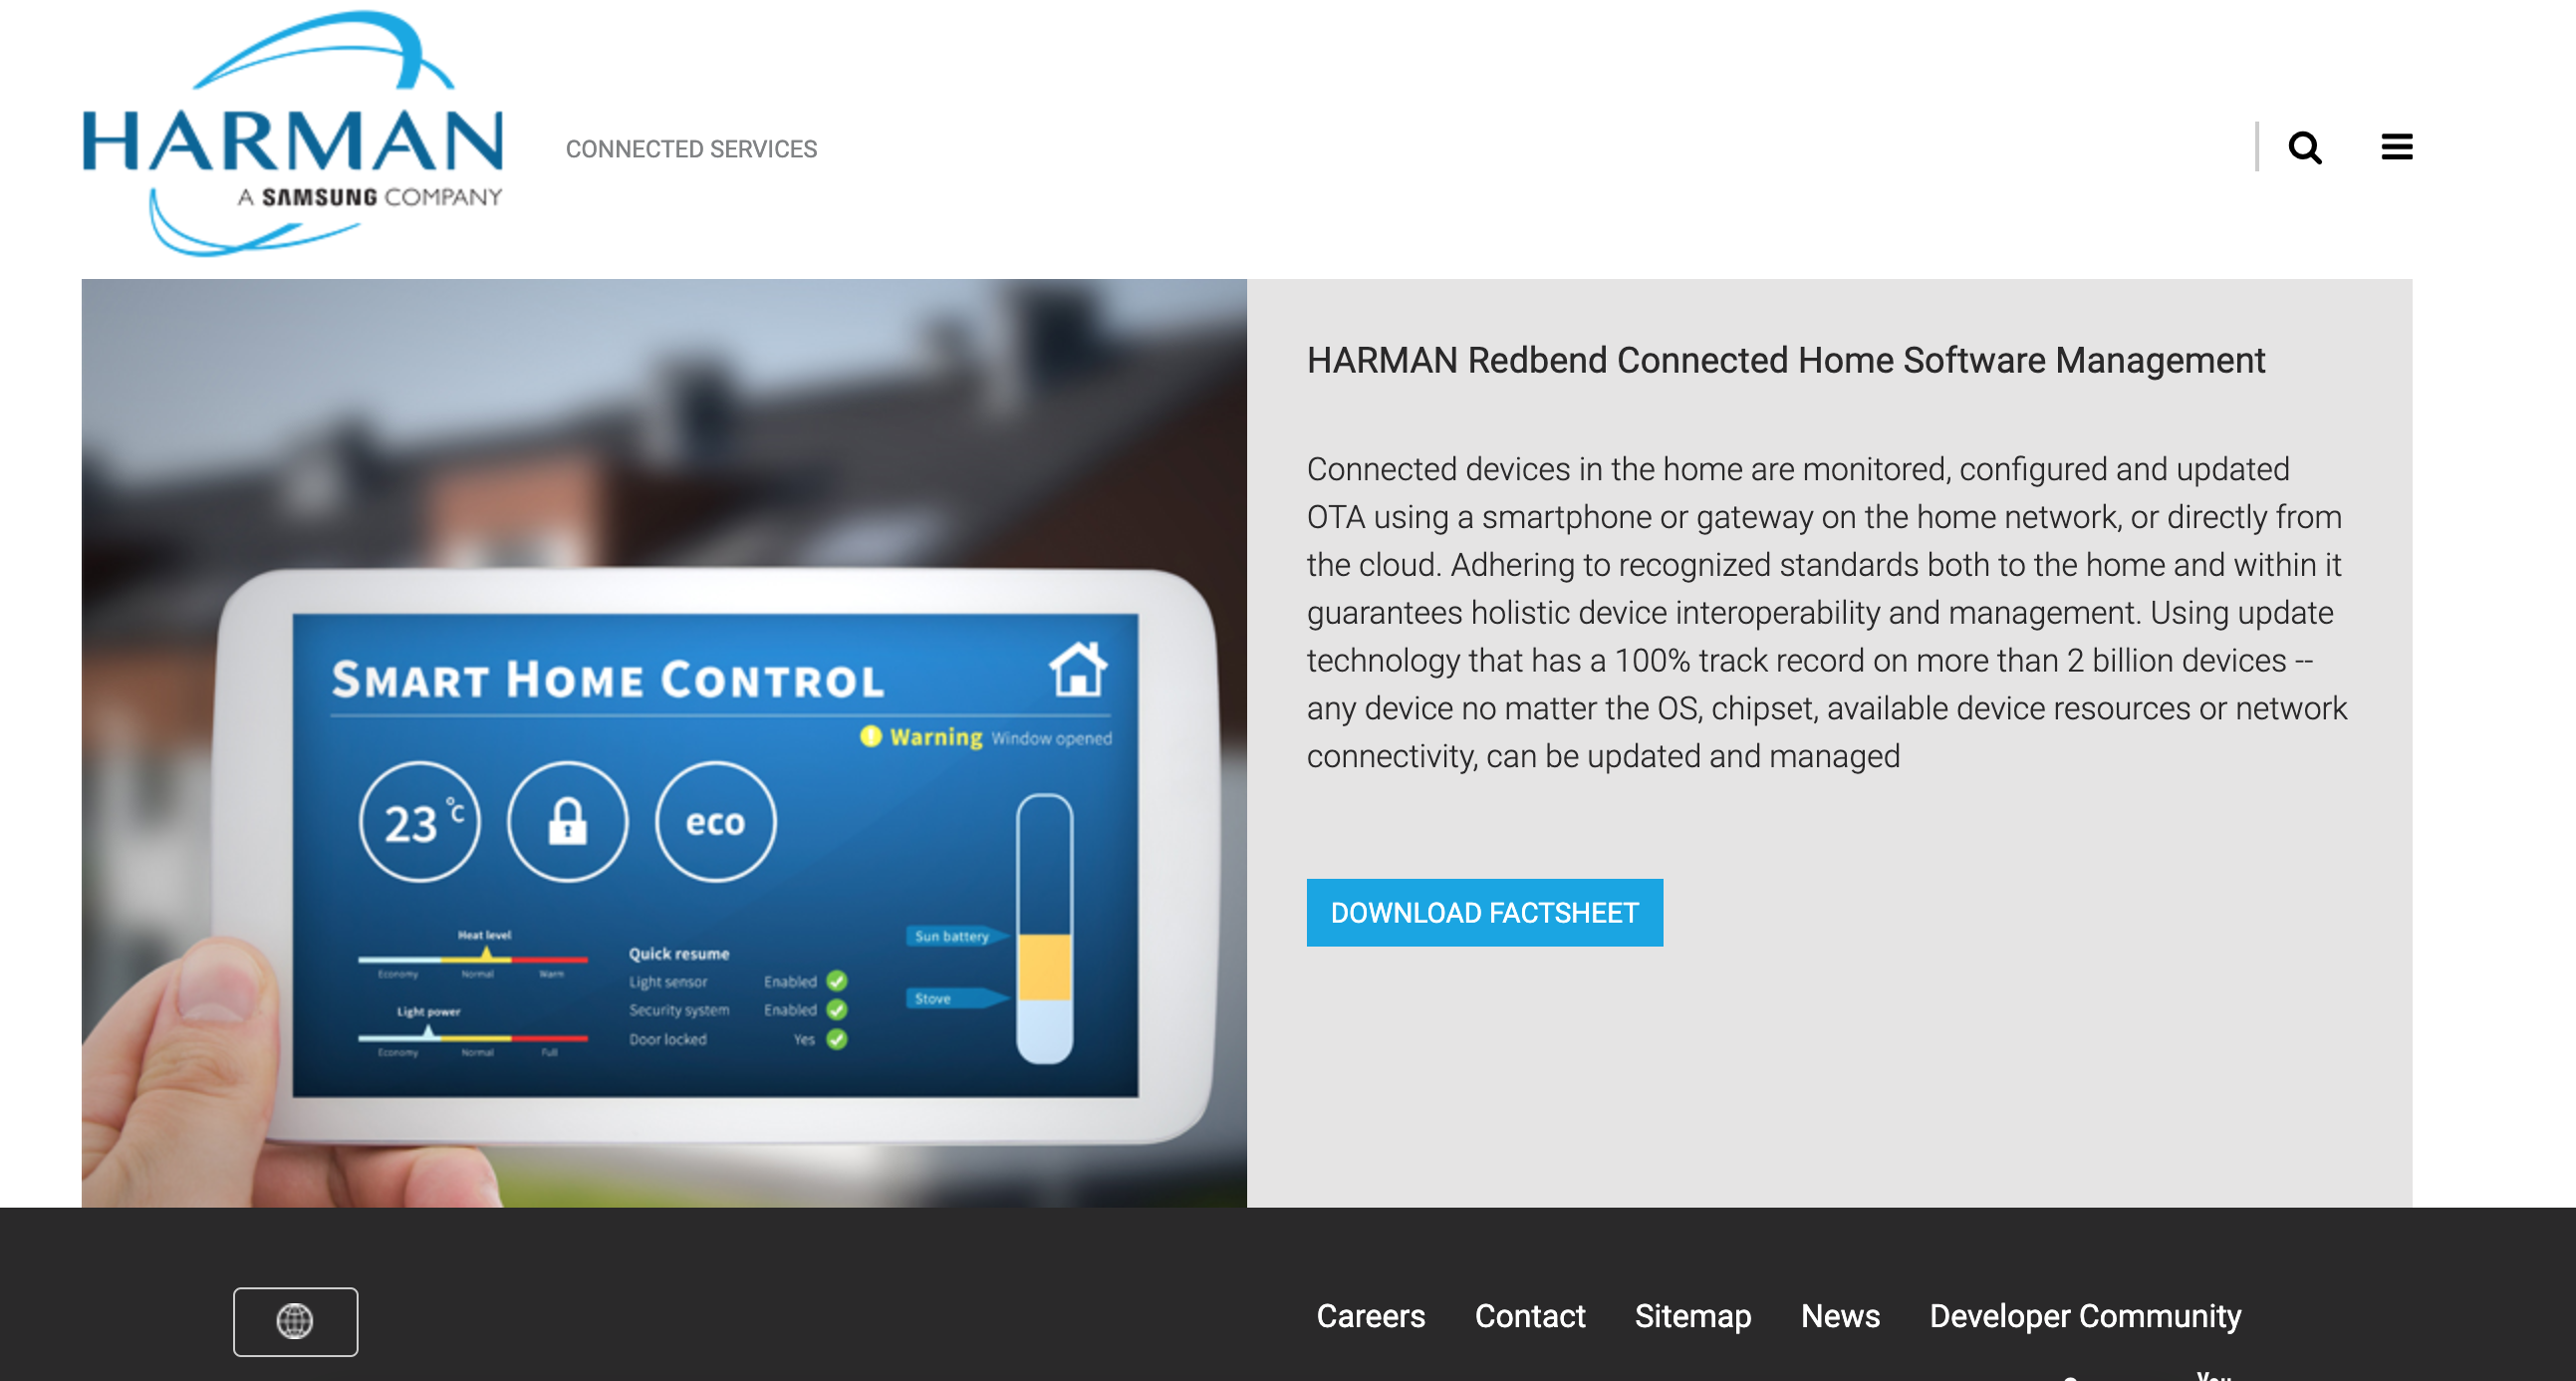 HARMAN
A SAMSUNG COMPANY
CONNECTED SERVICES
SMART HOME CONTROL
Warning Window opened
23 °C
eco
Heat level
Economy Normal Warm
Light power
Economy Normal Full
Quick resume
Light sensor Enabled
Security system Enabled
Door locked Yes
Sun battery
Stove
HARMAN Redbend Connected Home Software Management
Connected devices in the home are monitored, configured and updated
OTA using a smartphone or gateway on the home network, or directly from
the cloud. Adhering to recognized standards both to the home and within it
guarantees holistic device interoperability and management. Using update
technology that has a 100% track record on more than 2 billion devices --
any device no matter the OS, chipset, available device resources or network
connectivity, can be updated and managed
DOWNLOAD FACTSHEET
Careers Contact Sitemap News Developer Community